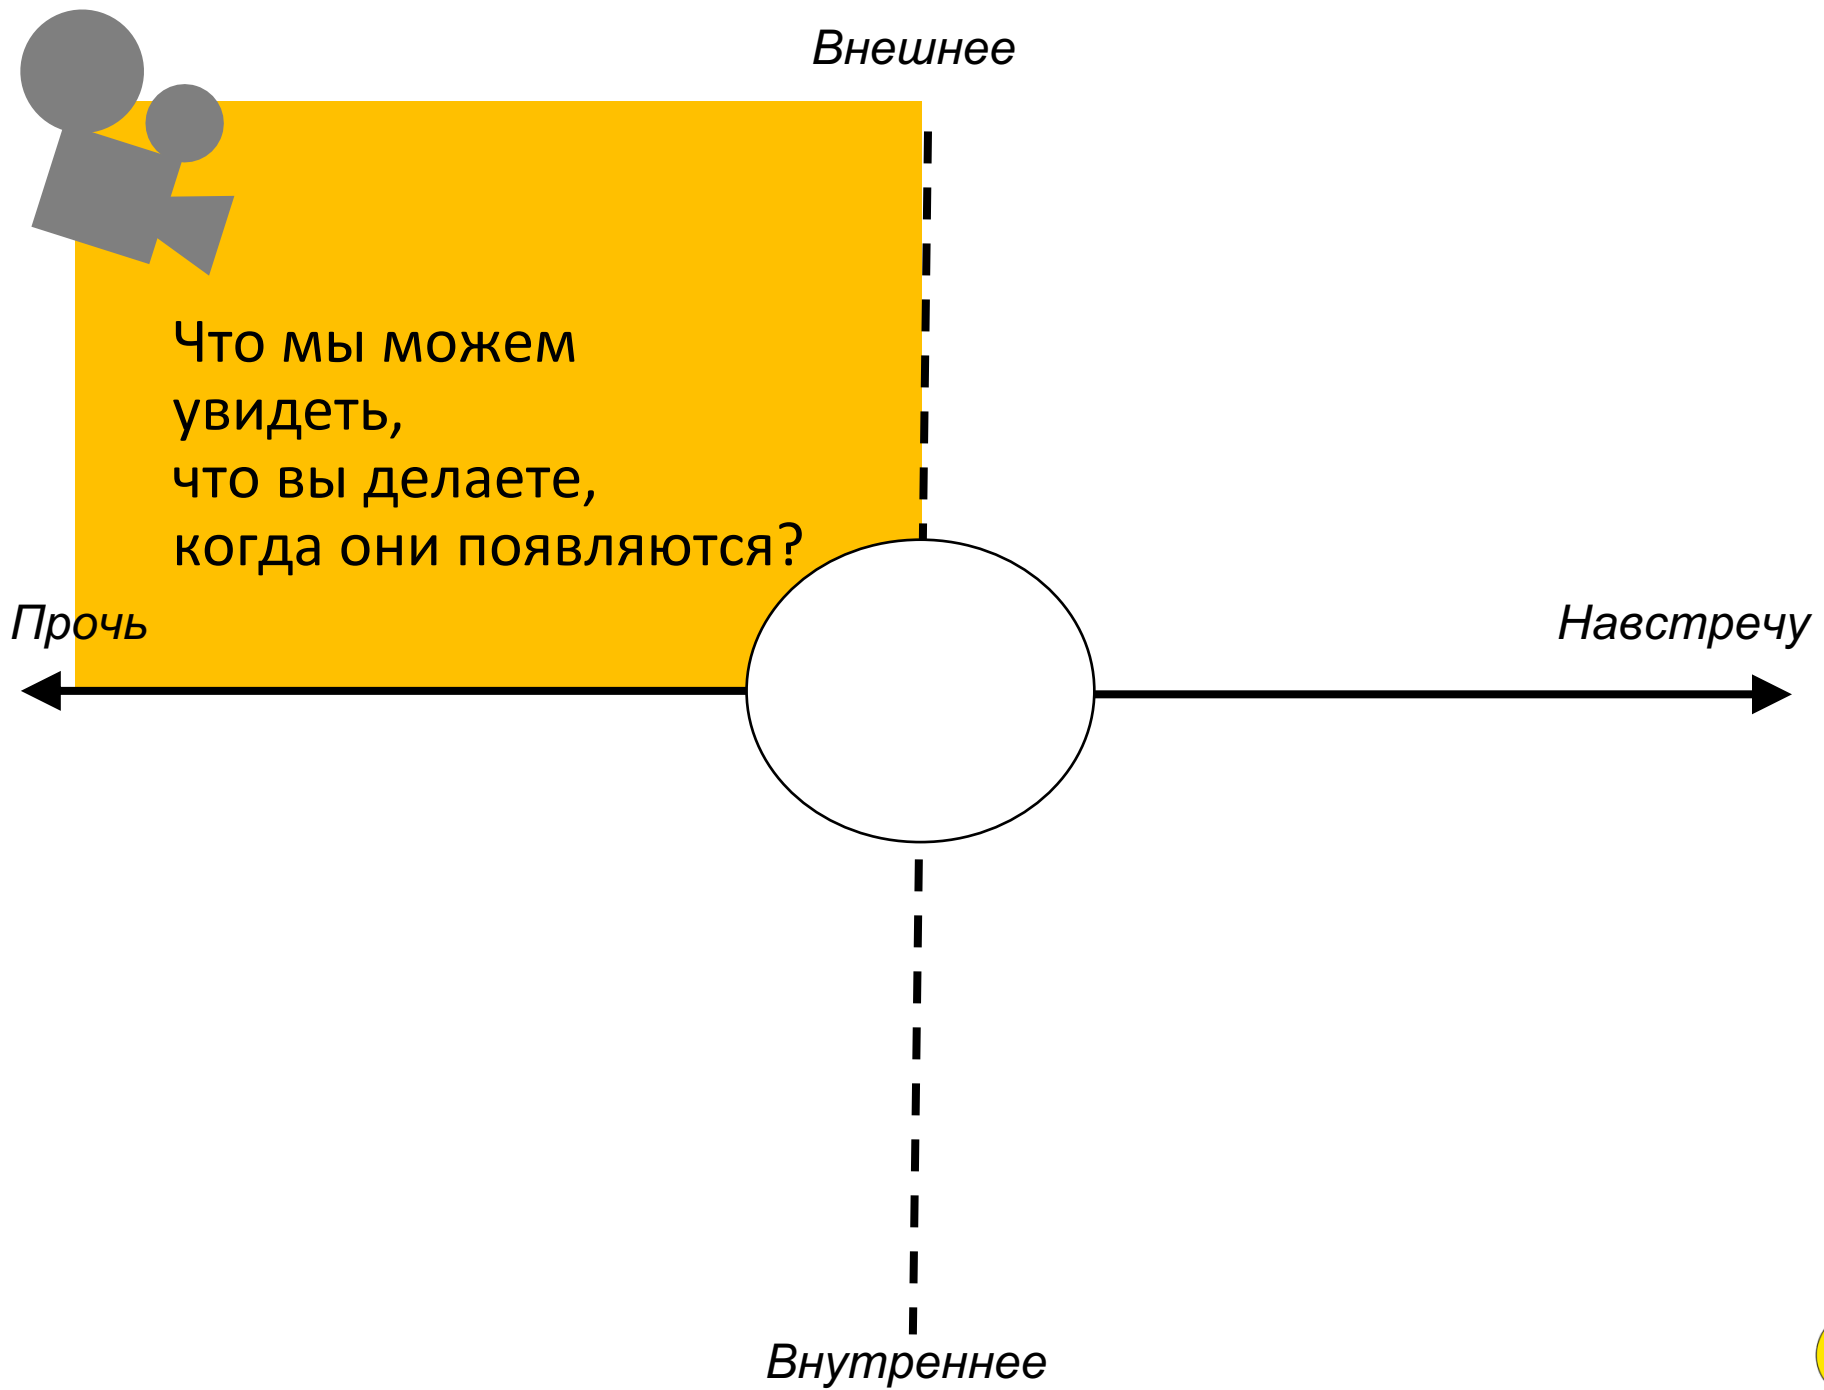 Внешнее
Что мы можем
увидеть,
что вы делаете,
когда они появляются?
Прочь
Навстречу
Внутреннее